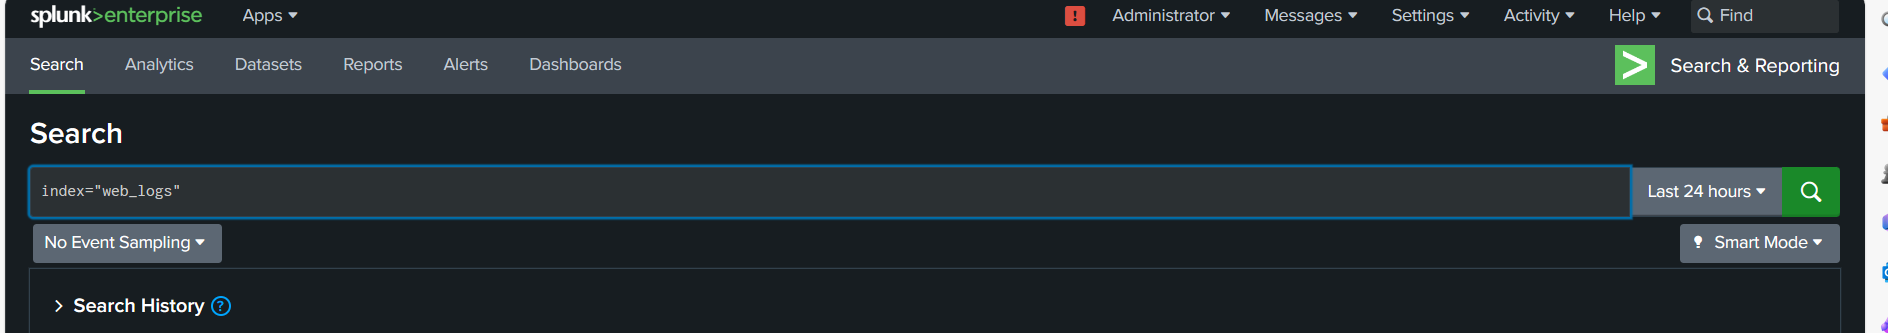 splunk>enterprise Apps ! Administrator Messages Settings Activity Help Find
Search Analytics Datasets Reports Alerts Dashboards > Search & Reporting
Search
index="web_logs" Last 24 hours
No Event Sampling Smart Mode
Search History ?